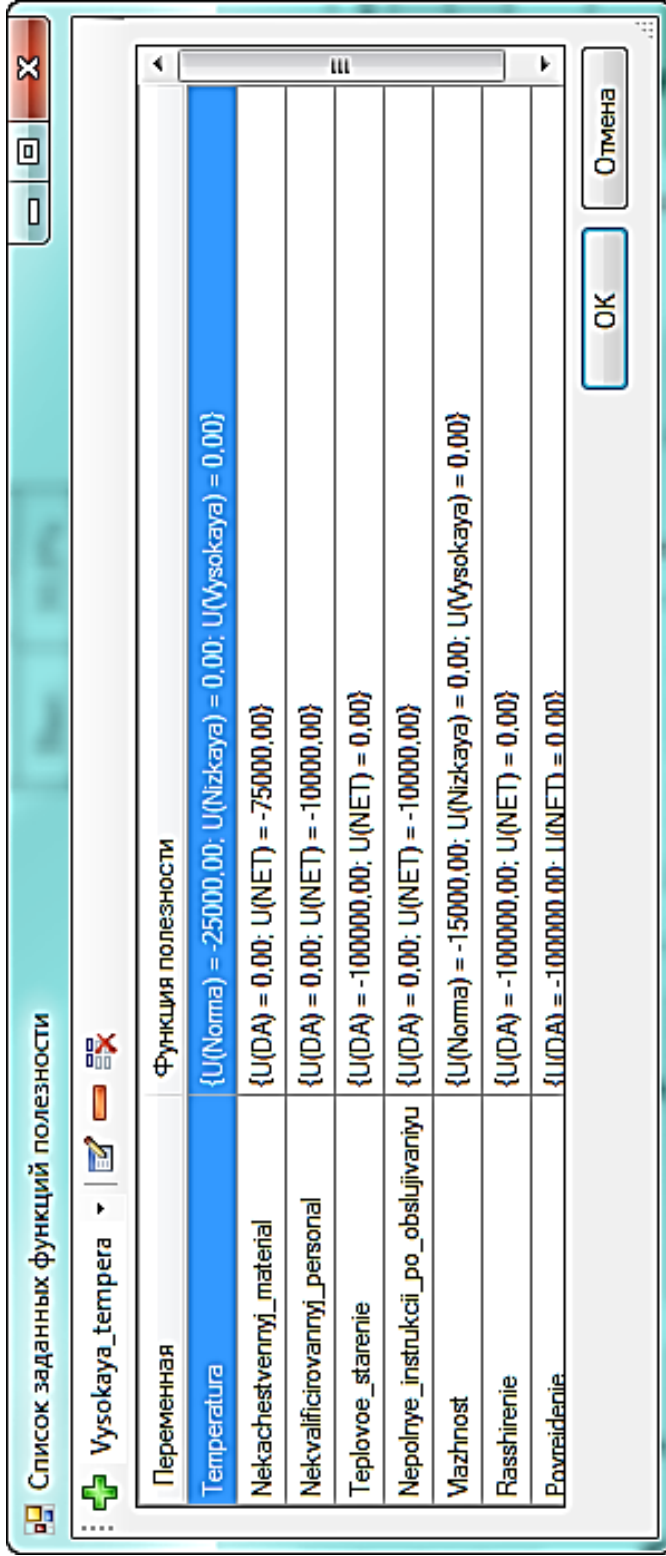 Список заданных функций полезности
Vysokaya_tempera
Переменная Функция полезности
Temperatura {U(Norma) = -25000,00; U(Nizkaya) = 0,00; U(Vysokaya) = 0,00}
Nekachestvennyj_material {U(DA) = 0,00; U(NET) = -75000,00}
Nekvalificirovannyj_personal {U(DA) = 0,00; U(NET) = -10000,00}
Teplovoe_starenie {U(DA) = -100000,00; U(NET) = 0,00}
Nepolnye_instrukcii_po_obslujivaniyu {U(DA) = 0,00; U(NET) = -10000,00}
Vlazhnost {U(Norma) = -15000,00; U(Nizkaya) = 0,00; U(Vysokaya) = 0,00}
Rasshirenie {U(DA) = -100000,00; U(NET) = 0,00}
Povrejdenie {U(DA) = -100000,00; U(NET) = 0,00}
OK Отмена